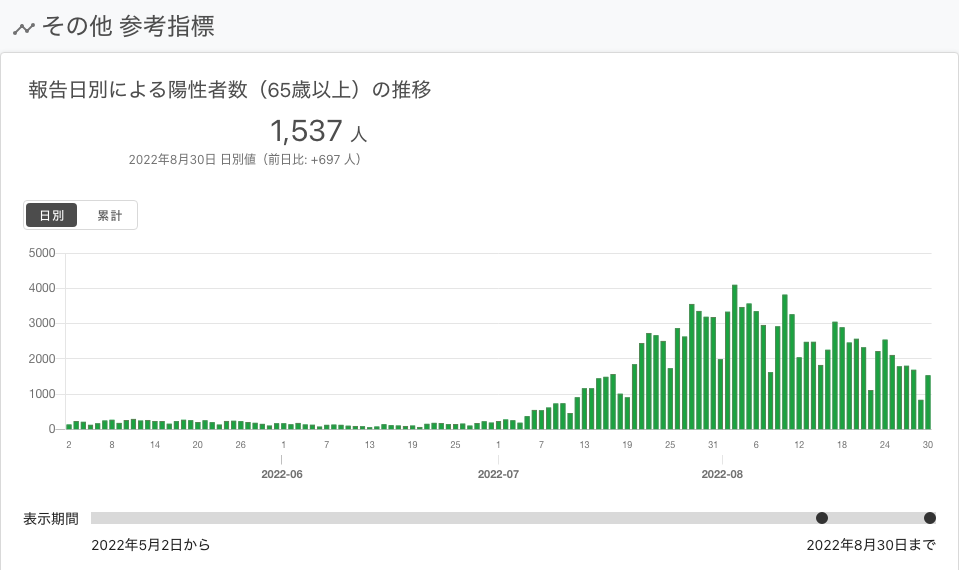 その他 参考指標
報告日別による陽性者数（65歳以上）の推移
1,537 人
2022年8月30日 日別値（前日比: +697 人）
日別 累計
5000
4000
3000
2000
1000
0
2 8 14 20 26 1 7 13 19 25 1 7 13 19 25 31 6 12 18 24 30
2022-06 2022-07 2022-08
表示期間
2022年5月2日から 2022年8月30日まで